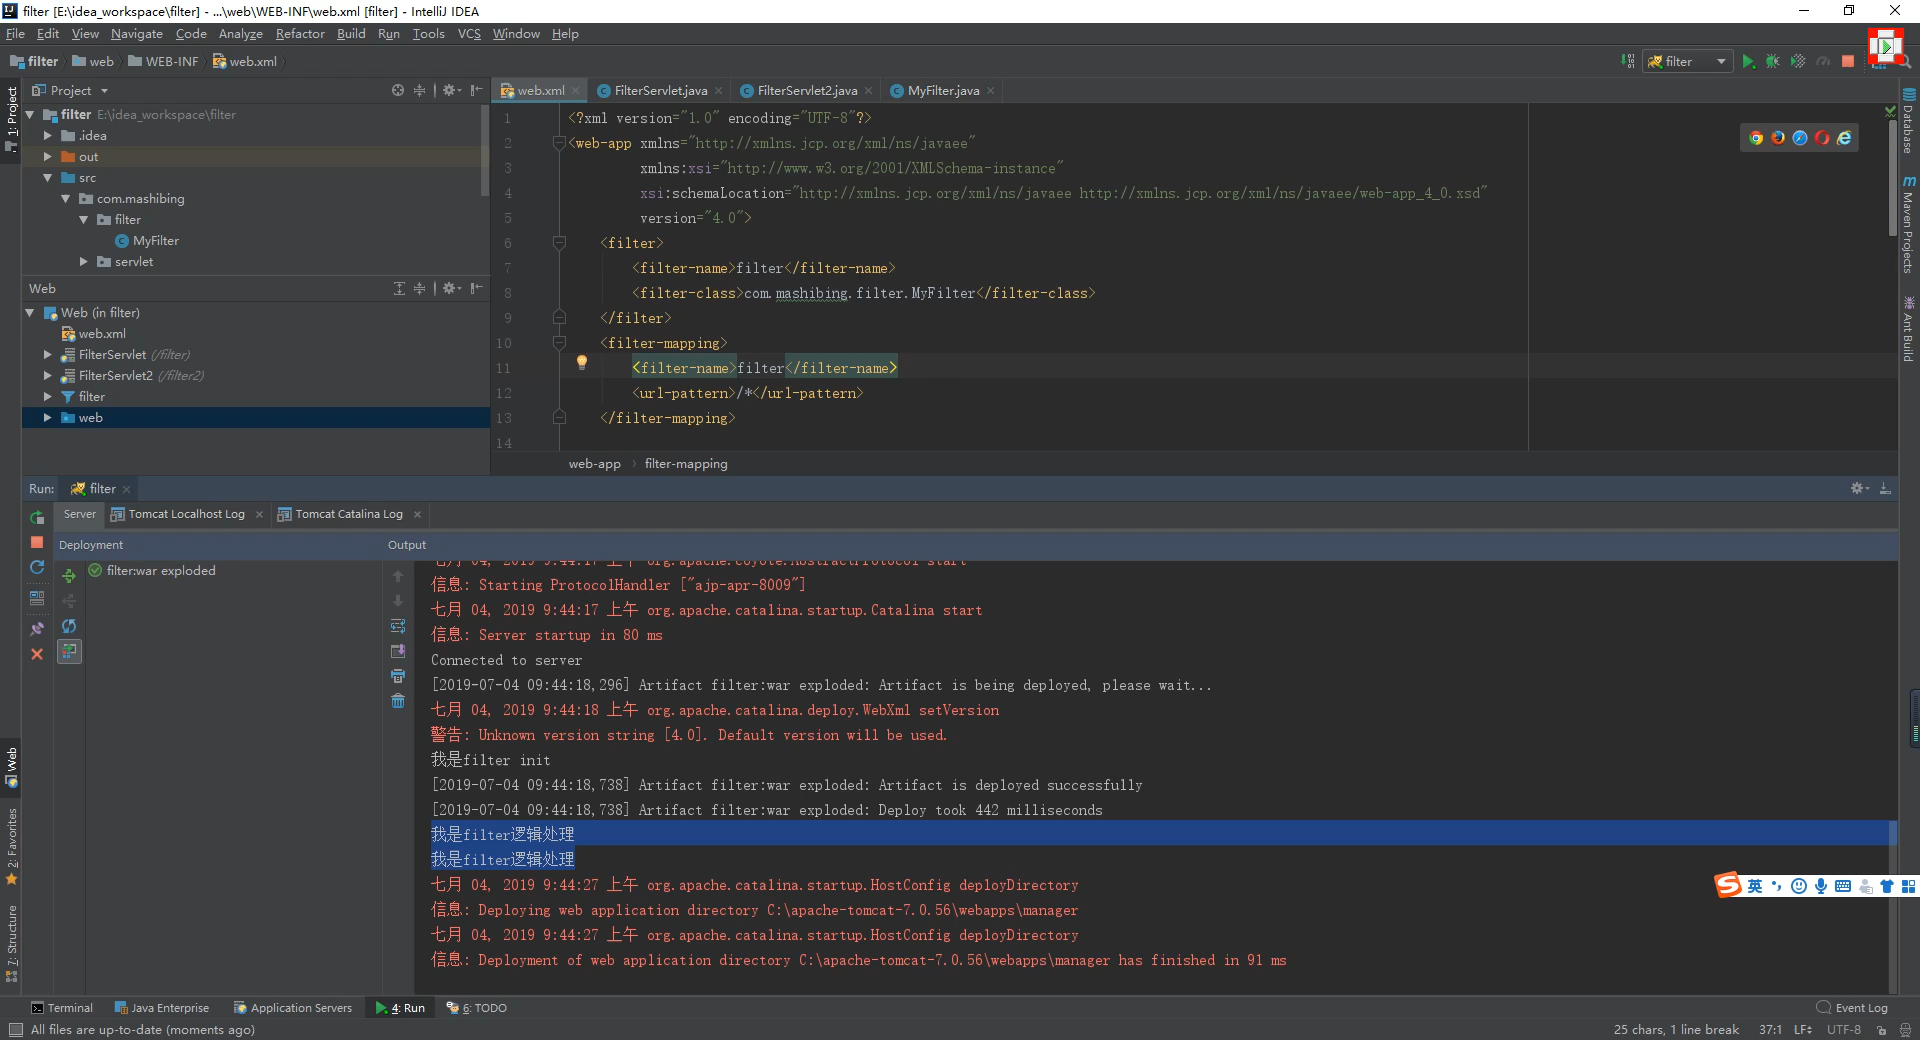 filter [E:\idea_workspace\filter] - ...\web\WEB-INF\web.xml [filter] - IntelliJ IDEA
File Edit View Navigate Code Analyze Refactor Build Run Tools VCS Window Help
filter web WEB-INF web.xml
filter
1: Project
Project
web.xml FilterServlet.java FilterServlet2.java MyFilter.java
filter E:\idea_workspace\filter
.idea
out
src
com.mashibing
filter
MyFilter
servlet
Web
Web (in filter)
web.xml
FilterServlet (/filter)
FilterServlet2 (/filter2)
filter
web
1 <?xml version="1.0" encoding="UTF-8"?>
2 <web-app xmlns="http://xmlns.jcp.org/xml/ns/javaee"
3 xmlns:xsi="http://www.w3.org/2001/XMLSchema-instance"
4 xsi:schemaLocation="http://xmlns.jcp.org/xml/ns/javaee http://xmlns.jcp.org/xml/ns/javaee/web-app_4_0.xsd"
5 version="4.0">
6 <filter>
7 <filter-name>filter</filter-name>
8 <filter-class>com.mashibing.filter.MyFilter</filter-class>
9 </filter>
10 <filter-mapping>
11 <filter-name>filter</filter-name>
12 <url-pattern>/*</url-pattern>
13 </filter-mapping>
14
web-app filter-mapping
Database
Maven Projects
Ant Build
Run: filter
Server Tomcat Localhost Log Tomcat Catalina Log
Deployment Output
filter:war exploded
七月 04, 2019 9:44:17 上午 org.apache.coyote.AbstractProtocol start
信息: Starting ProtocolHandler ["ajp-apr-8009"]
七月 04, 2019 9:44:17 上午 org.apache.catalina.startup.Catalina start
信息: Server startup in 80 ms
Connected to server
[2019-07-04 09:44:18,296] Artifact filter:war exploded: Artifact is being deployed, please wait...
七月 04, 2019 9:44:18 上午 org.apache.catalina.deploy.WebXml setVersion
警告: Unknown version string [4.0]. Default version will be used.
我是filter init
[2019-07-04 09:44:18,738] Artifact filter:war exploded: Artifact is deployed successfully
[2019-07-04 09:44:18,738] Artifact filter:war exploded: Deploy took 442 milliseconds
我是filter逻辑处理
我是filter逻辑处理
七月 04, 2019 9:44:27 上午 org.apache.catalina.startup.HostConfig deployDirectory
信息: Deploying web application directory C:\apache-tomcat-7.0.56\webapps\manager
七月 04, 2019 9:44:27 上午 org.apache.catalina.startup.HostConfig deployDirectory
信息: Deployment of web application directory C:\apache-tomcat-7.0.56\webapps\manager has finished in 91 ms
Web
2: Favorites
7: Structure
英
Terminal Java Enterprise Application Servers 4: Run 6: TODO Event Log
All files are up-to-date (moments ago) 25 chars, 1 line break 37:1 LF UTF-8